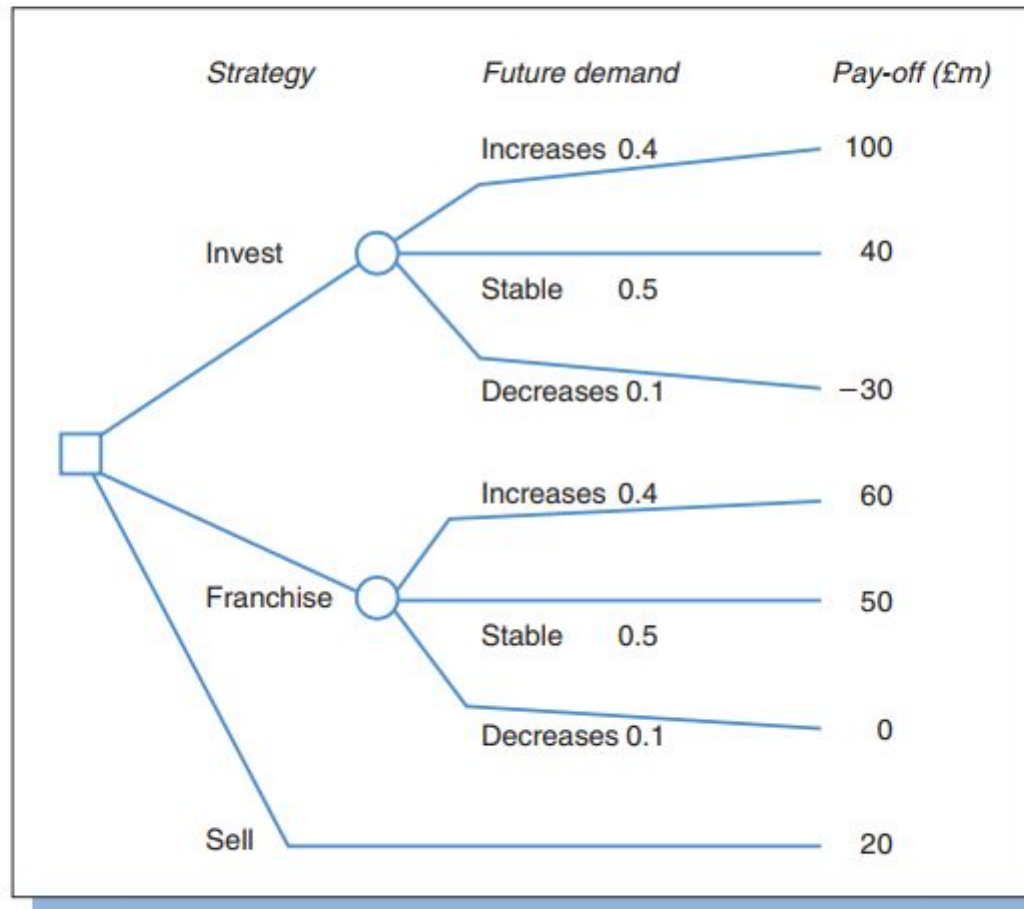 Strategy Future demand Pay-off (£m)
Increases 0.4 100
Invest 40
Stable 0.5
Decreases 0.1 −30
Increases 0.4 60
Franchise 50
Stable 0.5
Decreases 0.1 0
Sell 20